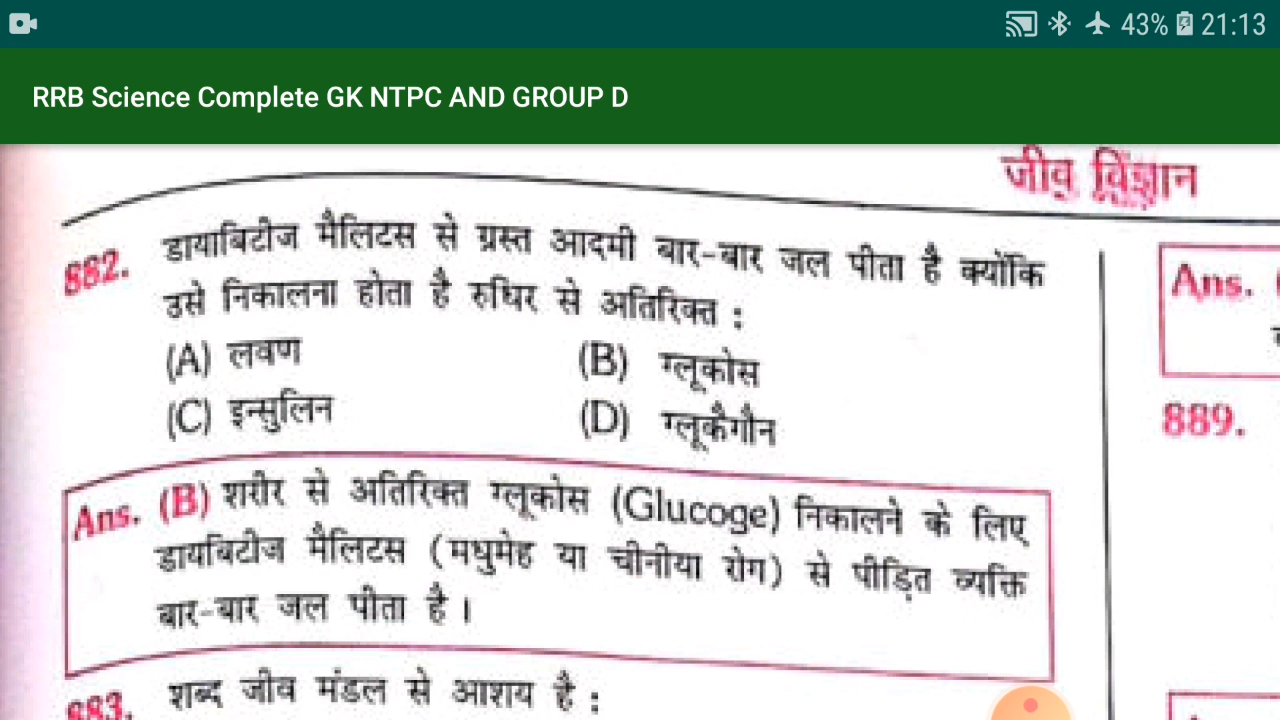 43% 21:13
RRB Science Complete GK NTPC AND GROUP D
जीव विज्ञान
882. डायाबिटीज मैलिटस से ग्रस्त आदमी बार-बार जल पीता है क्योंकि
उसे निकालना होता है रुधिर से अतिरिक्त :
(A) लवण (B) ग्लूकोस
(C) इन्सुलिन (D) ग्लूकैगौन
Ans. (B) शरीर से अतिरिक्त ग्लूकोस (Glucoge) निकालने के लिए
डायबिटीज मैलिटस (मधुमेह या चीनीया रोग) से पीड़ित व्यक्ति
बार-बार जल पीता है।
883. शब्द जीव मंडल से आशय है :
Ans.
889.